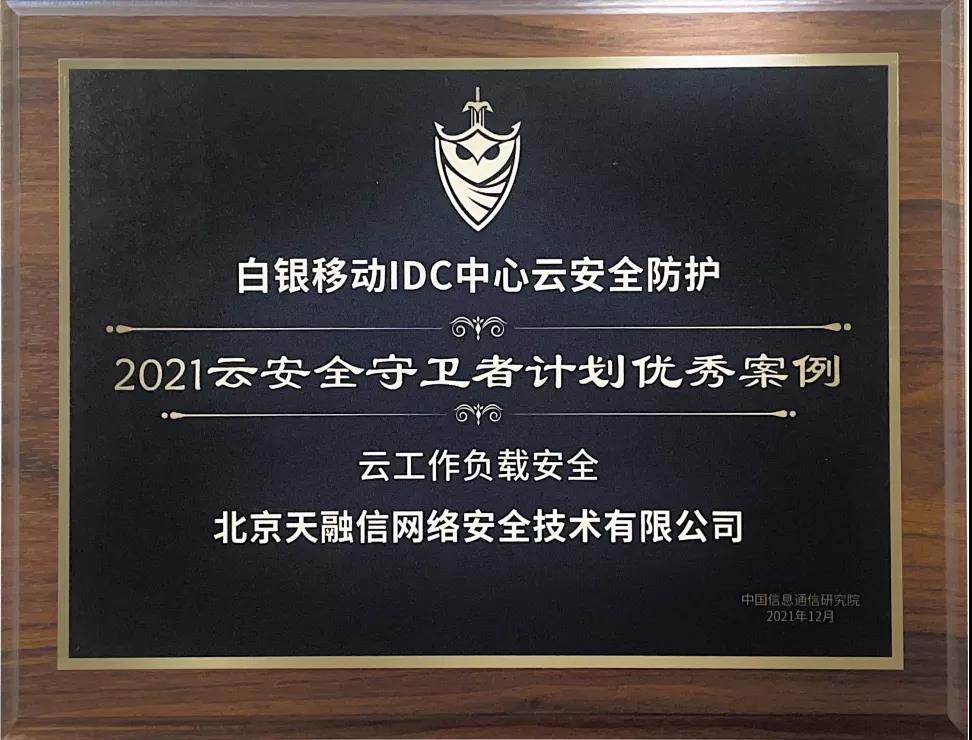 白银移动IDC中心云安全防护
2021云安全守卫者计划优秀案例
云工作负载安全
北京天融信网络安全技术有限公司
中国信息通信研究院
2021年12月